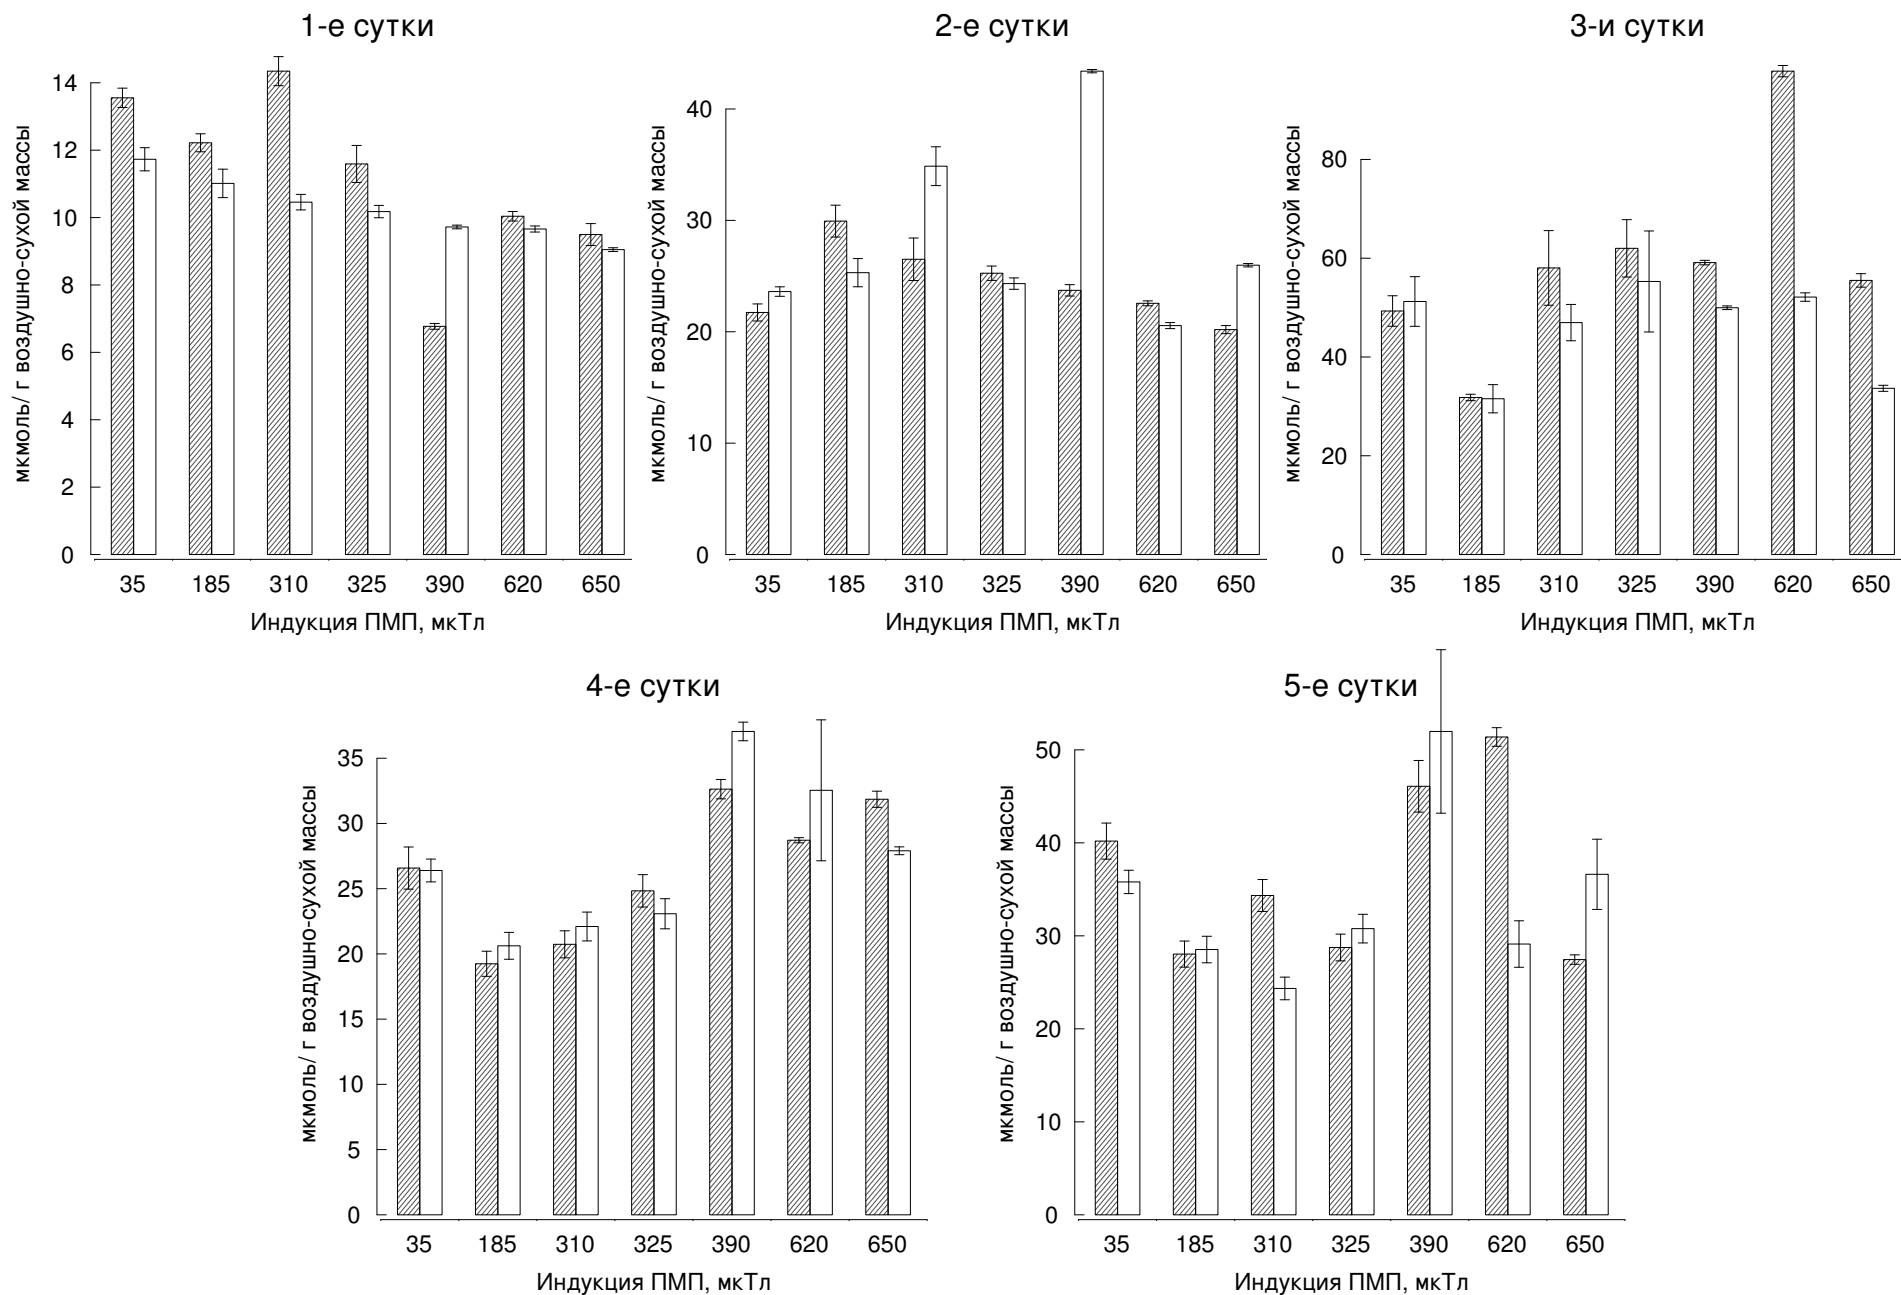 1-е сутки
мкмоль/ г воздушно-сухой массы
14
12
10
8
6
4
2
0
35 185 310 325 390 620 650
Индукция ПМП, мкТл
2-е сутки
мкмоль/ г воздушно-сухой массы
40
30
20
10
0
35 185 310 325 390 620 650
Индукция ПМП, мкТл
3-и сутки
мкмоль/ г воздушно-сухой массы
80
60
40
20
0
35 185 310 325 390 620 650
Индукция ПМП, мкТл
4-е сутки
мкмоль/ г воздушно-сухой массы
35
30
25
20
15
10
5
0
35 185 310 325 390 620 650
Индукция ПМП, мкТл
5-е сутки
мкмоль/ г воздушно-сухой массы
50
40
30
20
10
0
35 185 310 325 390 620 650
Индукция ПМП, мкТл